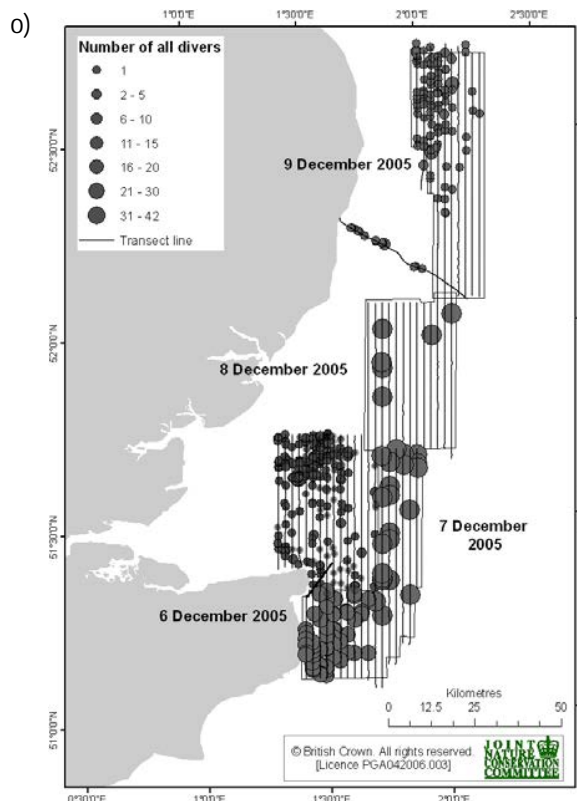 o)
1°0'0"E 1°30'0"E 2°0'0"E 2°30'0"E
Number of all divers
1
2 - 5
6 - 10
11 - 15
16 - 20
21 - 30
31 - 42
Transect line
52°30'0"N
9 December 2005
52°0'0"N
8 December 2005
51°30'0"N
7 December
2005
6 December 2005
Kilometres
0 12.5 25 50
51°0'0"N
© British Crown. All rights reserved.
[Licence PGA042006.003]
JOINT
NATURE
CONSERVATION
COMMITTEE
0°30'0"E 1°0'0"E 1°30'0"E 2°0'0"E